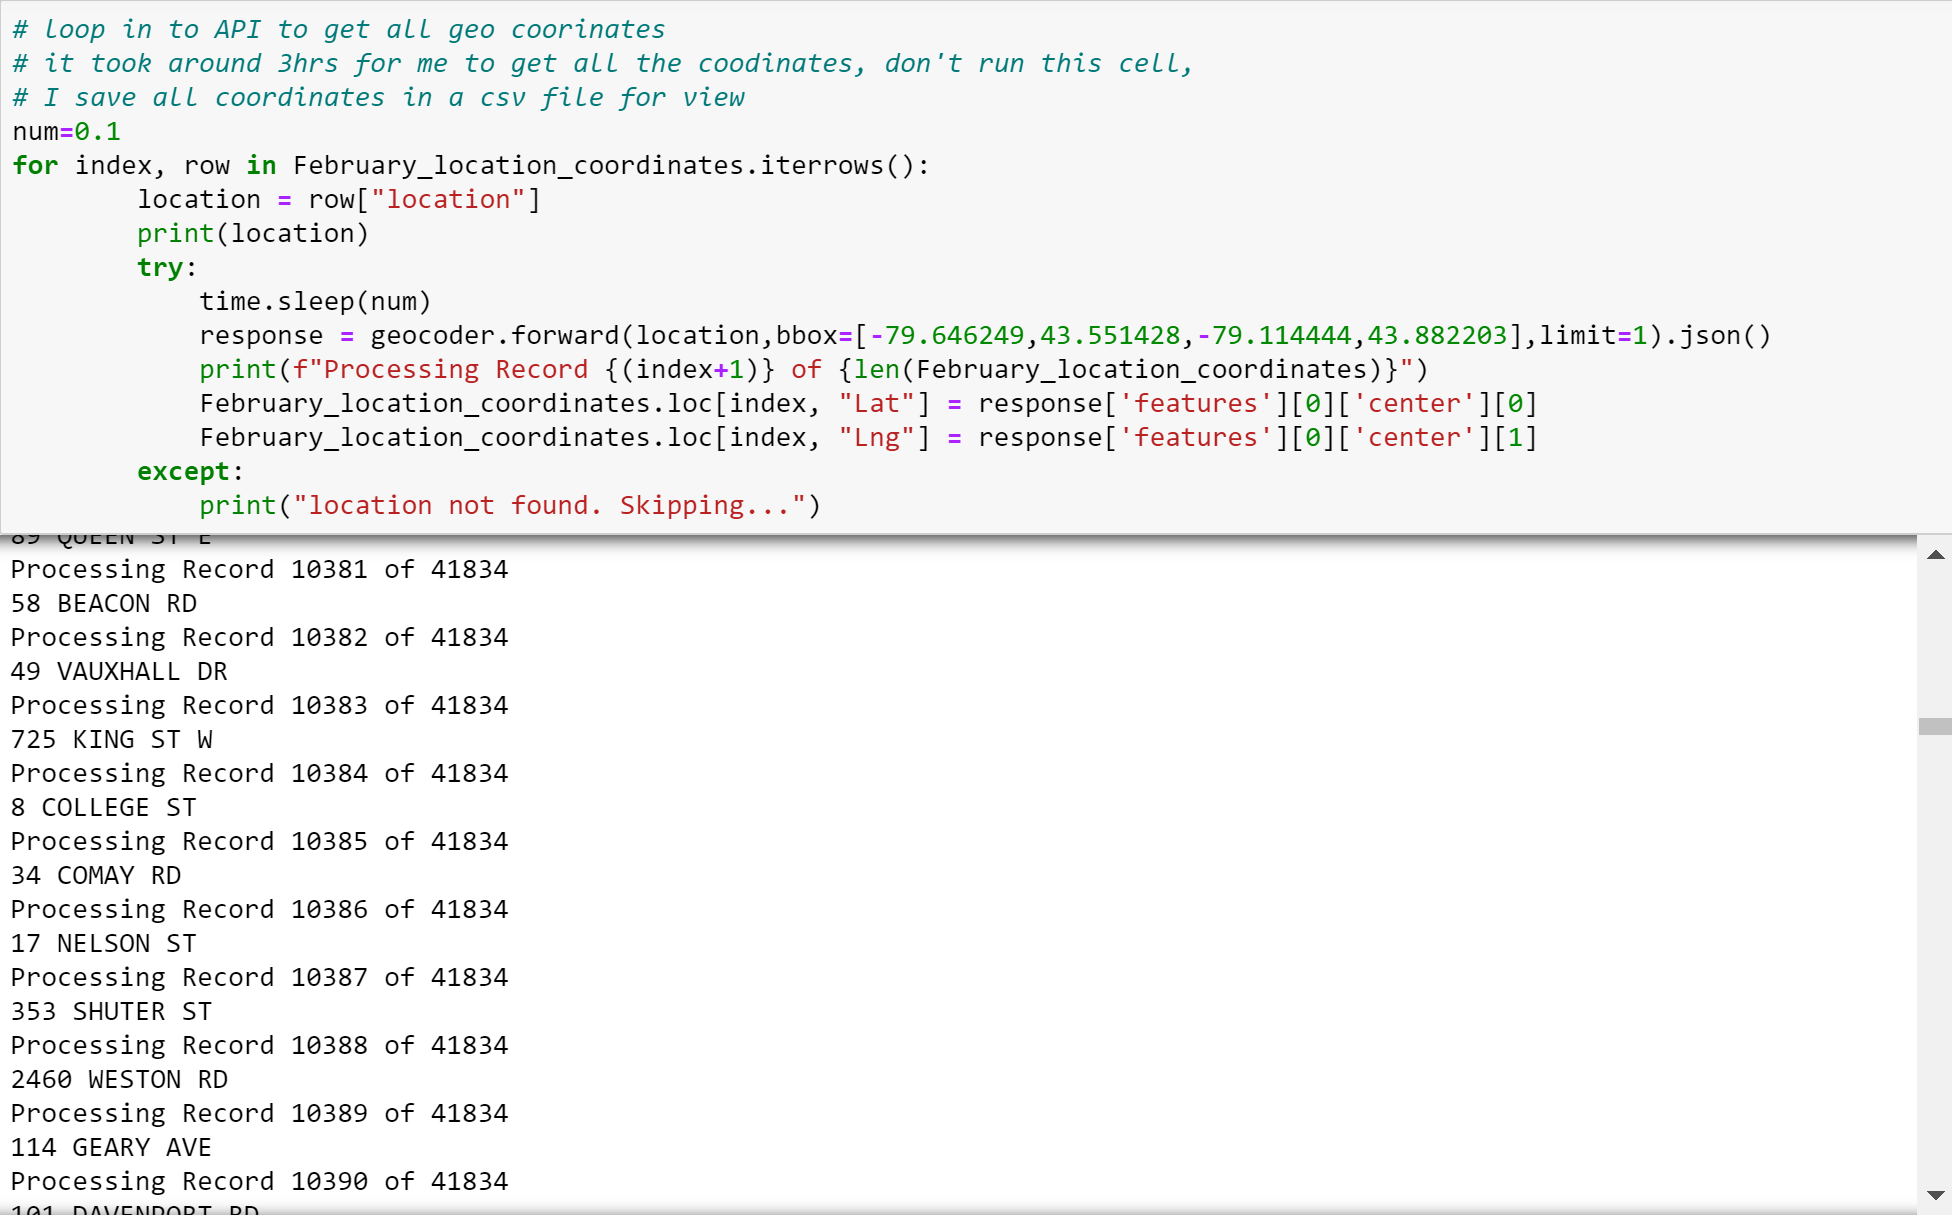 # loop in to API to get all geo coorinates
# it took around 3hrs for me to get all the coodinates, don't run this cell,
# I save all coordinates in a csv file for view
num=0.1
for index, row in February_location_coordinates.iterrows():
        location = row["location"]
        print(location)
        try:
            time.sleep(num)
            response = geocoder.forward(location,bbox=[-79.646249,43.551428,-79.114444,43.882203],limit=1).json()
            print(f"Processing Record {(index+1)} of {len(February_location_coordinates)}")
            February_location_coordinates.loc[index, "Lat"] = response['features'][0]['center'][0]
            February_location_coordinates.loc[index, "Lng"] = response['features'][0]['center'][1]
        except:
            print("location not found. Skipping...")
89 QUEEN ST E
Processing Record 10381 of 41834
58 BEACON RD
Processing Record 10382 of 41834
49 VAUXHALL DR
Processing Record 10383 of 41834
725 KING ST W
Processing Record 10384 of 41834
8 COLLEGE ST
Processing Record 10385 of 41834
34 COMAY RD
Processing Record 10386 of 41834
17 NELSON ST
Processing Record 10387 of 41834
353 SHUTER ST
Processing Record 10388 of 41834
2460 WESTON RD
Processing Record 10389 of 41834
114 GEARY AVE
Processing Record 10390 of 41834
101 DAVENPORT RD